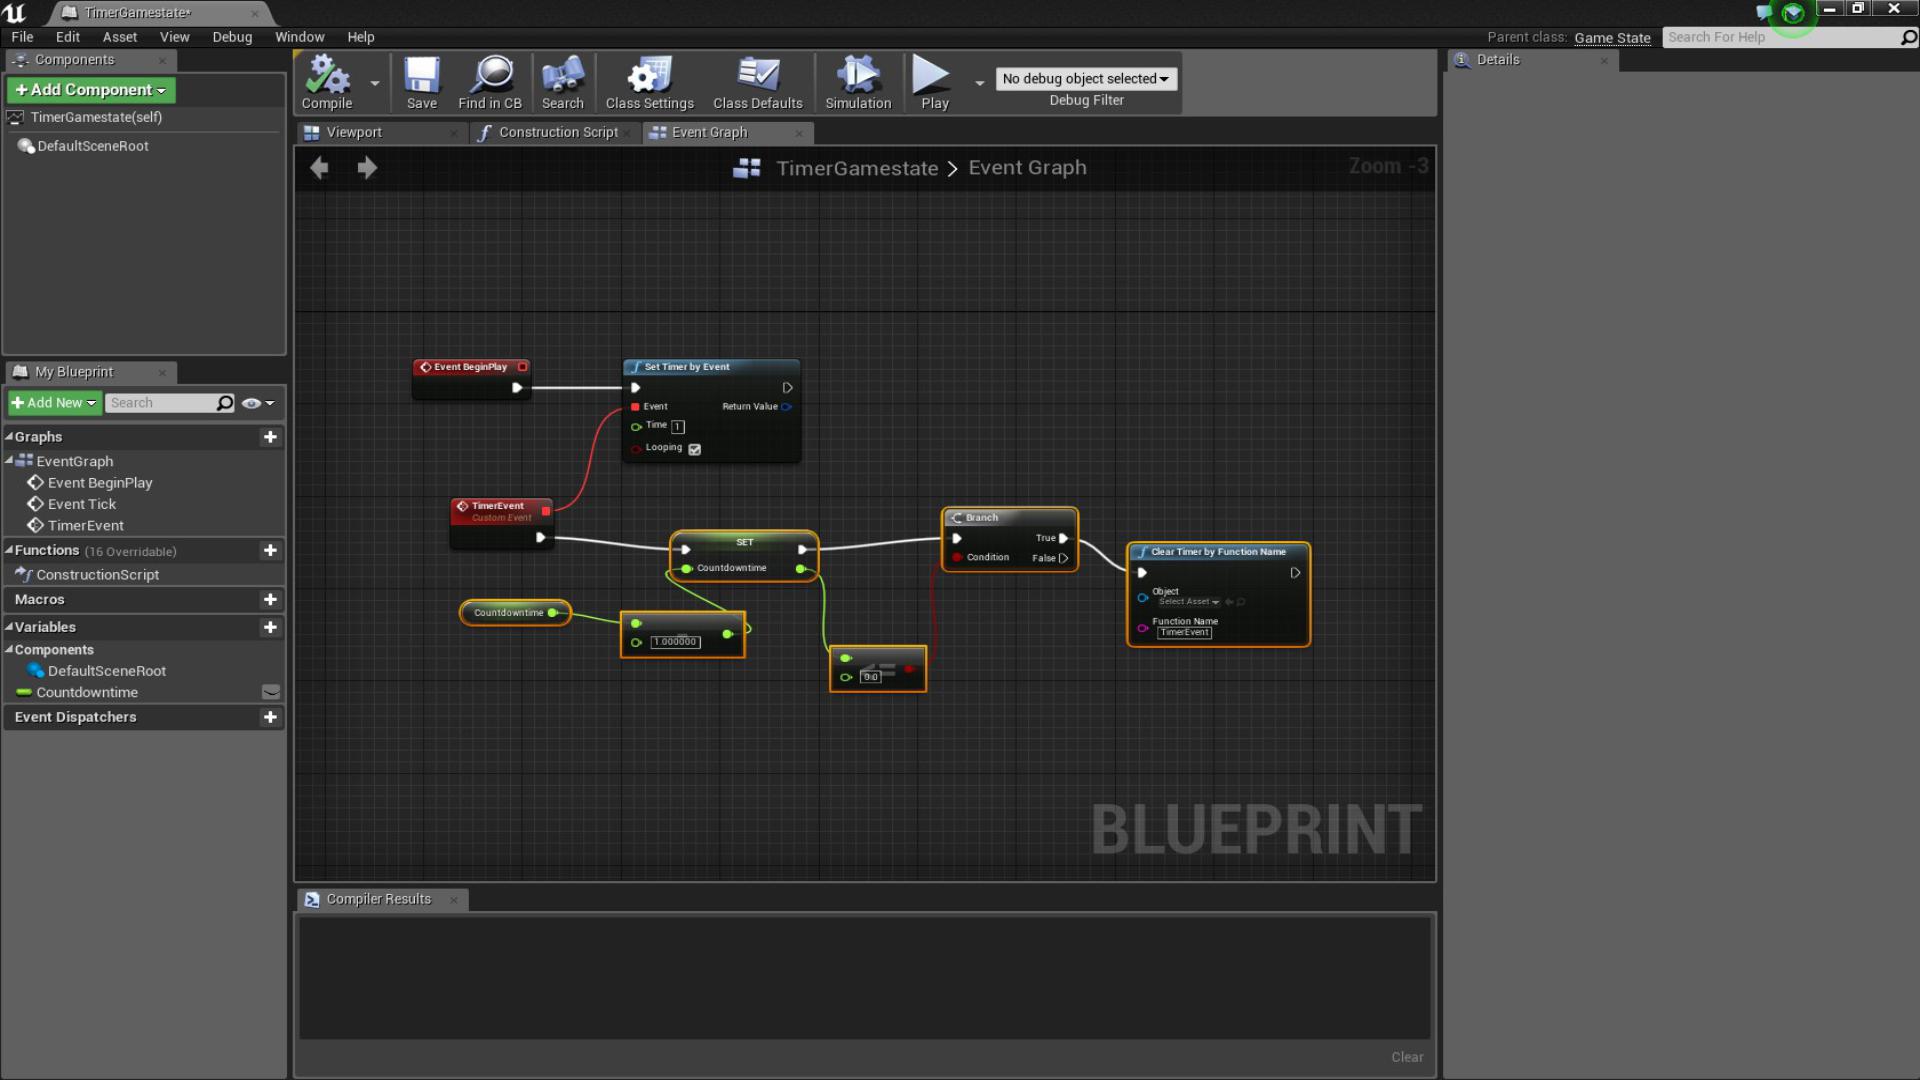 TimerGamestate*
File Edit Asset View Debug Window Help
Parent class: Game State
Search For Help
Components
+ Add Component
TimerGamestate(self)
DefaultSceneRoot
Compile
Save
Find in CB
Search
Class Settings
Class Defaults
Simulation
Play
No debug object selected
Debug Filter
Details
Viewport
Construction Script
Event Graph
TimerGamestate > Event Graph
Zoom -3
My Blueprint
+ Add New
Search
Graphs
EventGraph
Event BeginPlay
Event Tick
TimerEvent
Functions (16 Overridable)
ConstructionScript
Macros
Variables
Components
DefaultSceneRoot
Countdowntime
Event Dispatchers
Event BeginPlay
Set Timer by Event
Event
Return Value
Time 1
Looping
TimerEvent
Custom Event
SET
Countdowntime
Countdowntime
1.000000
0.0
Branch
True
Condition
False
Clear Timer by Function Name
Object
Select Asset
Function Name
TimerEvent
BLUEPRINT
Compiler Results
Clear